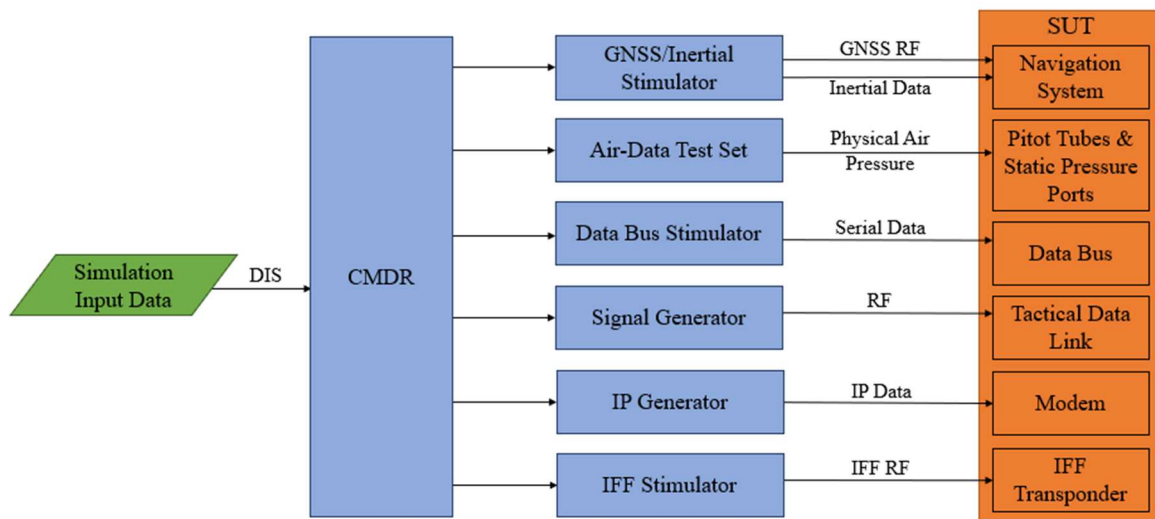 SUT
GNSS/Inertial
Stimulator
GNSS RF
Inertial Data
Navigation
System
Air-Data Test Set
Physical Air
Pressure
Pitot Tubes &
Static Pressure
Ports
Data Bus Stimulator
Serial Data
Data Bus
Simulation
Input Data
DIS
CMDR
Signal Generator
RF
Tactical Data
Link
IP Generator
IP Data
Modem
IFF Stimulator
IFF RF
IFF
Transponder